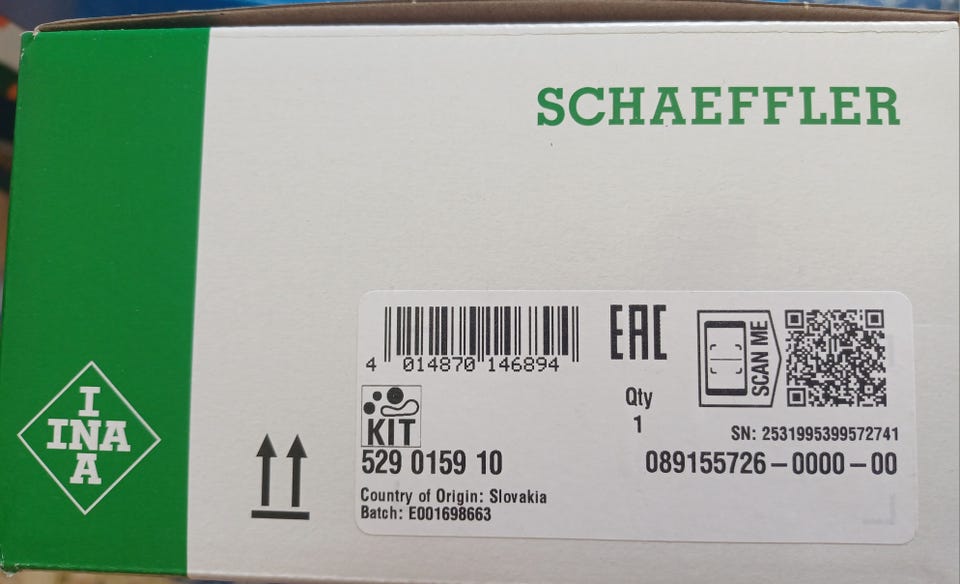 SCHAEFFLER
I
INA
A
4 014870 146894
EAC
SCAN ME
KIT
Qty
1
SN: 2531995399572741
529 0159 10
089155726-0000-00
Country of Origin: Slovakia
Batch: E001698663